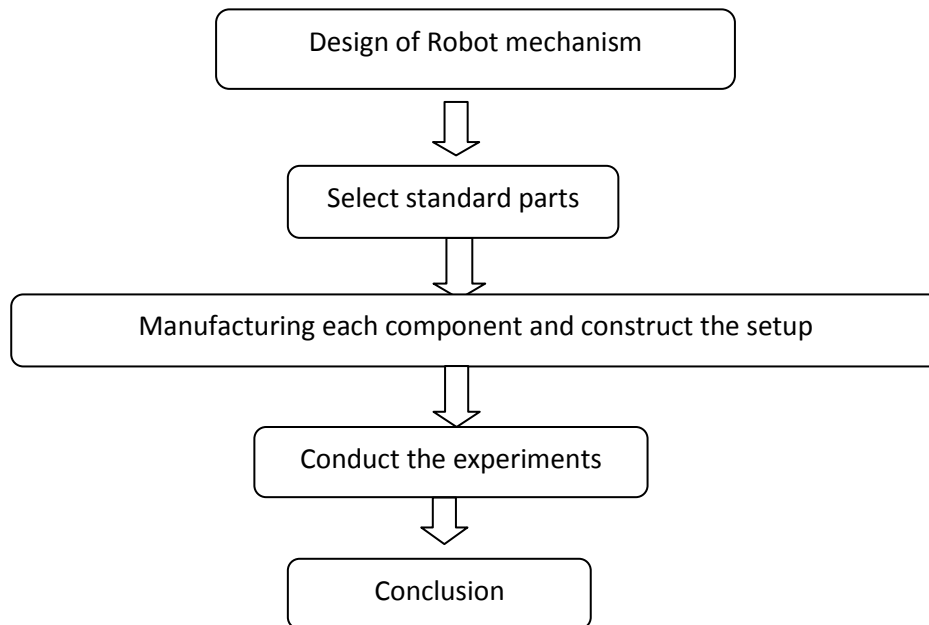 Design of Robot mechanism
Select standard parts
Manufacturing each component and construct the setup
Conduct the experiments
Conclusion